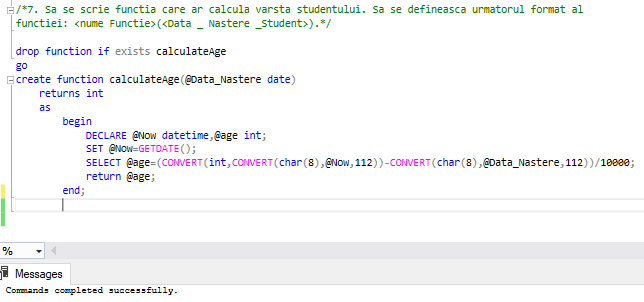 /*7. Sa se scrie functia care ar calcula varsta studentului. Sa se defineasca urmatorul format al
functiei: <nume Functie>(<Data _ Nastere _Student>).*/
drop function if exists calculateAge
go
create function calculateAge(@Data_Nastere date)
returns int
as
begin
DECLARE @Now datetime,@age int;
SET @Now=GETDATE();
SELECT @age=(CONVERT(int,CONVERT(char(8),@Now,112))-CONVERT(char(8),@Data_Nastere,112))/10000;
return @age;
end;
%
Messages
Commands completed successfully.